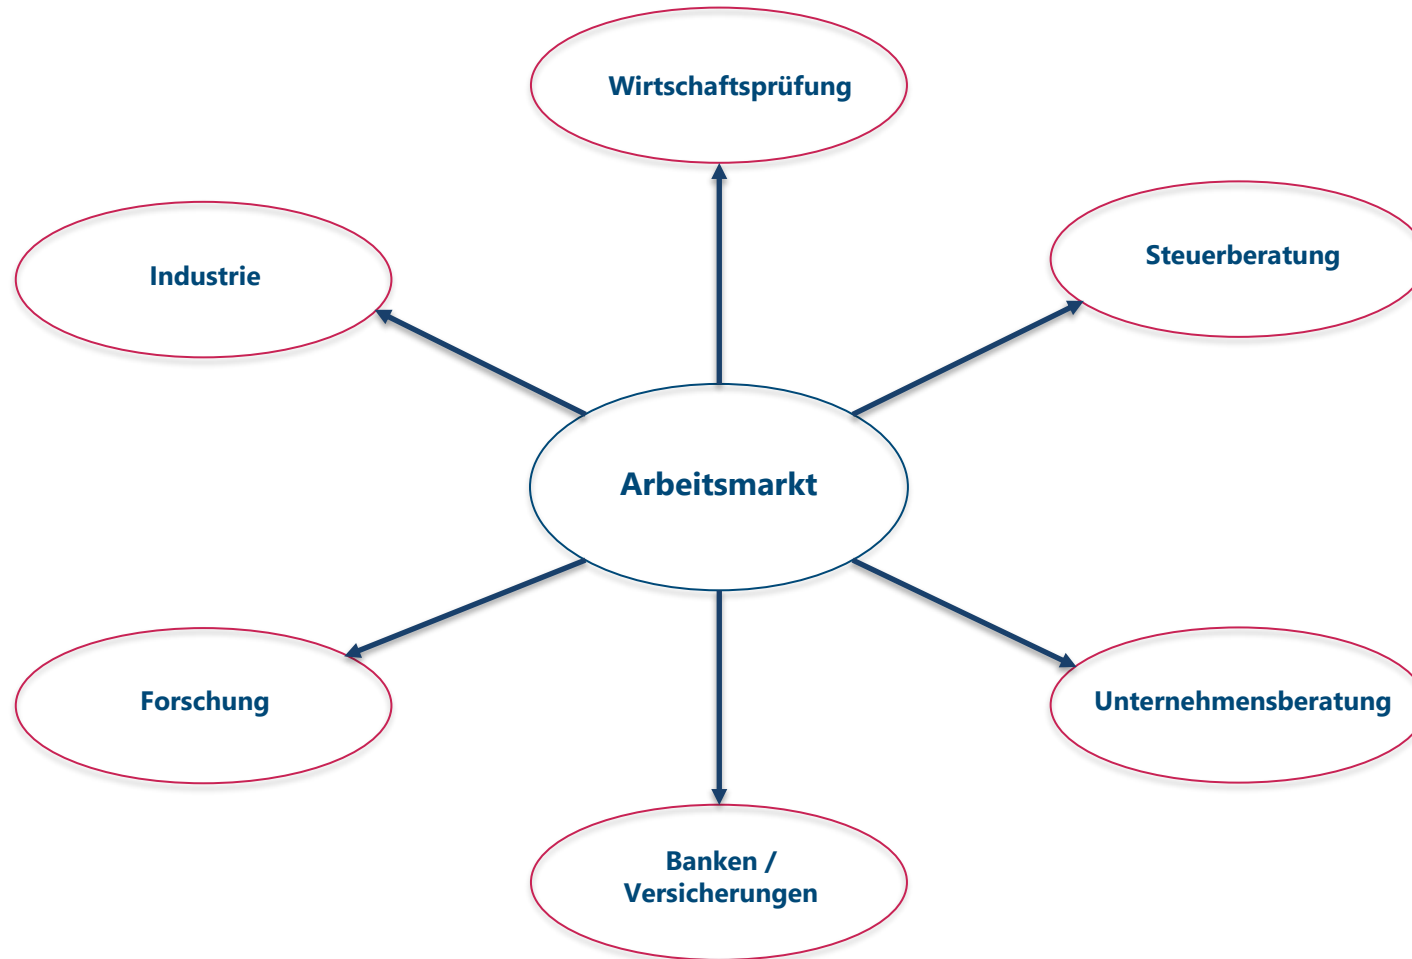 Wirtschaftsprüfung
Steuerberatung
Industrie
Arbeitsmarkt
Forschung
Unternehmensberatung
Banken /
Versicherungen